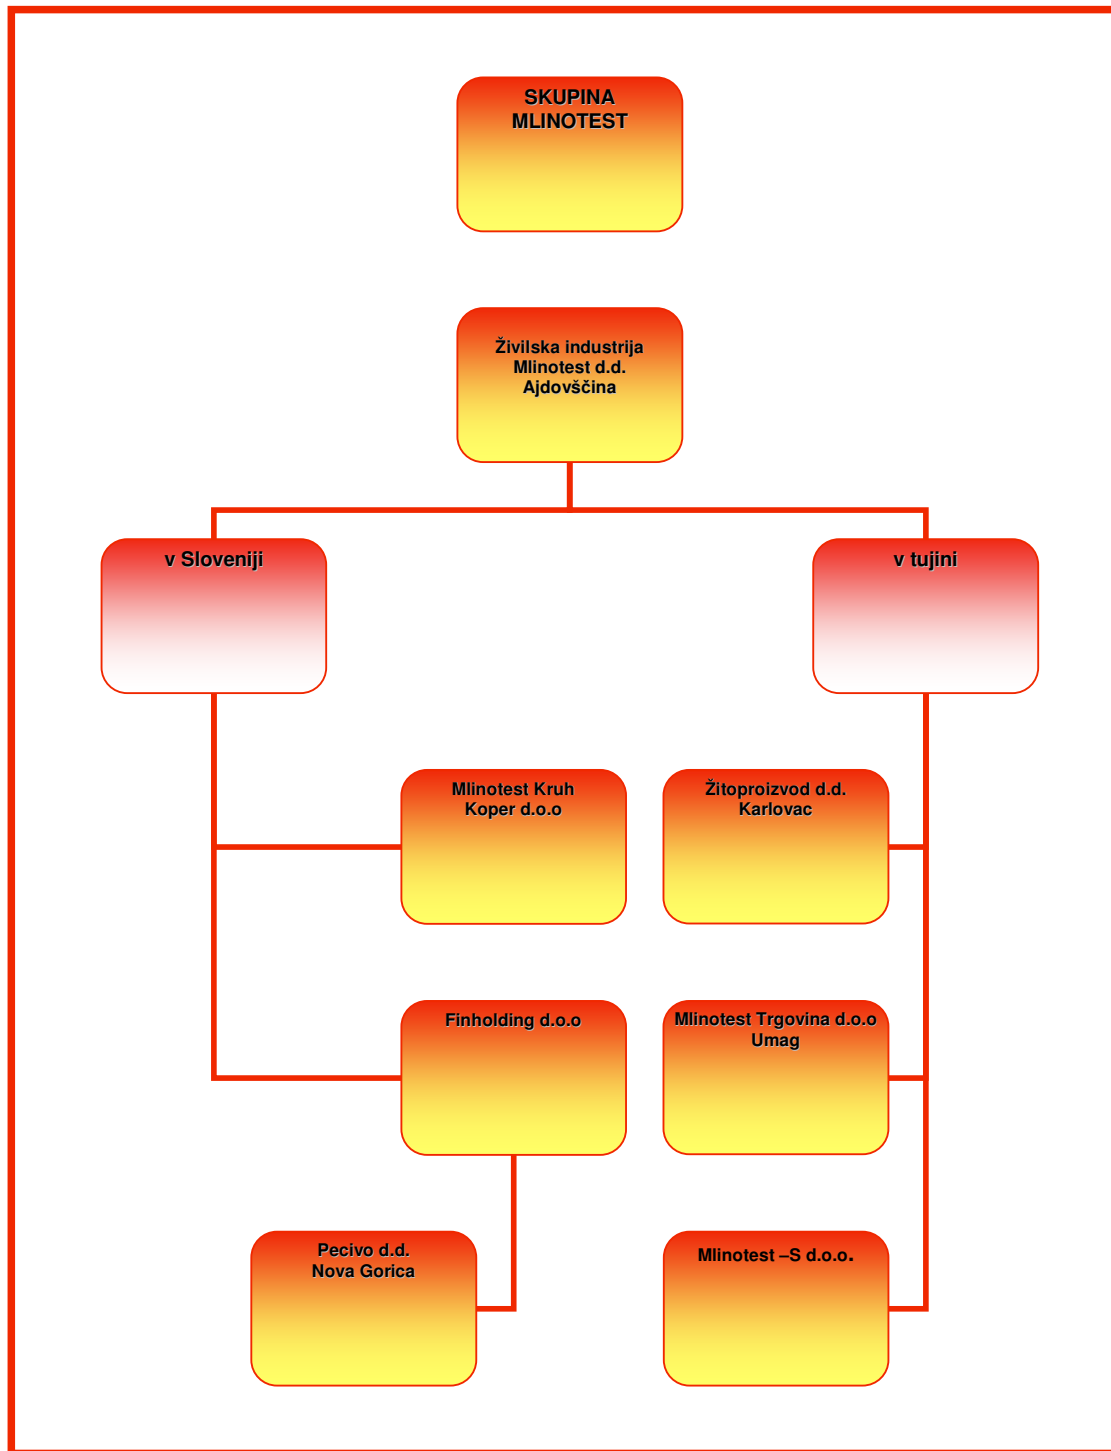 SKUPINA
MLINOTEST
Živilska industrija
Mlinotest d.d.
Ajdovščina
v Sloveniji
v tujini
Mlinotest Kruh
Koper d.o.o
Žitoproizvod d.d.
Karlovac
Finholding d.o.o
Mlinotest Trgovina d.o.o
Umag
Pecivo d.d.
Nova Gorica
Mlinotest –S d.o.o.